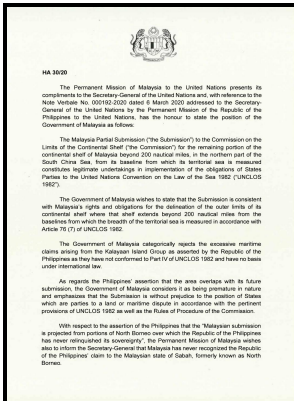 HA 30/20
The Permanent Mission of Malaysia to the United Nations presents its
compliments to the Secretary-General of the United Nations and, with reference to the
Note Verbale No. 000192-2020 dated 6 March 2020 addressed to the Secretary-
General of the United Nations by the Permanent Mission of the Republic of the
Philippines to the United Nations, has the honour to state the position of the
Government of Malaysia as follows:
The Malaysia Partial Submission ("the Submission") to the Commission on the
Limits of the Continental Shelf ("the Commission") for the remaining portion of the
continental shelf of Malaysia beyond 200 nautical miles, in the northern part of the
South China Sea, from its baseline from which its territorial sea is measured
constitutes legitimate undertakings in implementation of the obligations of States
Parties to the United Nations Convention on the Law of the Sea 1982 ("UNCLOS
1982").
The Government of Malaysia wishes to state that the Submission is consistent
with Malaysia's rights and obligations for the delineation of the outer limits of its
continental shelf where that shelf extends beyond 200 nautical miles from the
baselines from which the breadth of the territorial sea is measured in accordance with
Article 76 (7) of UNCLOS 1982.
The Government of Malaysia categorically rejects the excessive maritime
claims arising from the Kalayaan Island Group as asserted by the Republic of the
Philippines as they have not conformed to Part IV of UNCLOS 1982 and have no basis
under international law.
As regards the Philippines' assertion that the area overlaps with its future
submission, the Government of Malaysia considers it as being premature in nature
and emphasizes that the Submission is without prejudice to the position of States
which are parties to a land or maritime dispute in accordance with the pertinent
provisions of UNCLOS 1982 as well as the Rules of Procedure of the Commission.
With respect to the assertion of the Philippines that the "Malaysian submission
is projected from portions of North Borneo over which the Republic of the Philippines
has never relinquished its sovereignty", the Permanent Mission of Malaysia wishes
also to inform the Secretary-General that Malaysia has never recognized the Republic
of the Philippines' claim to the Malaysian state of Sabah, formerly known as North
Borneo.